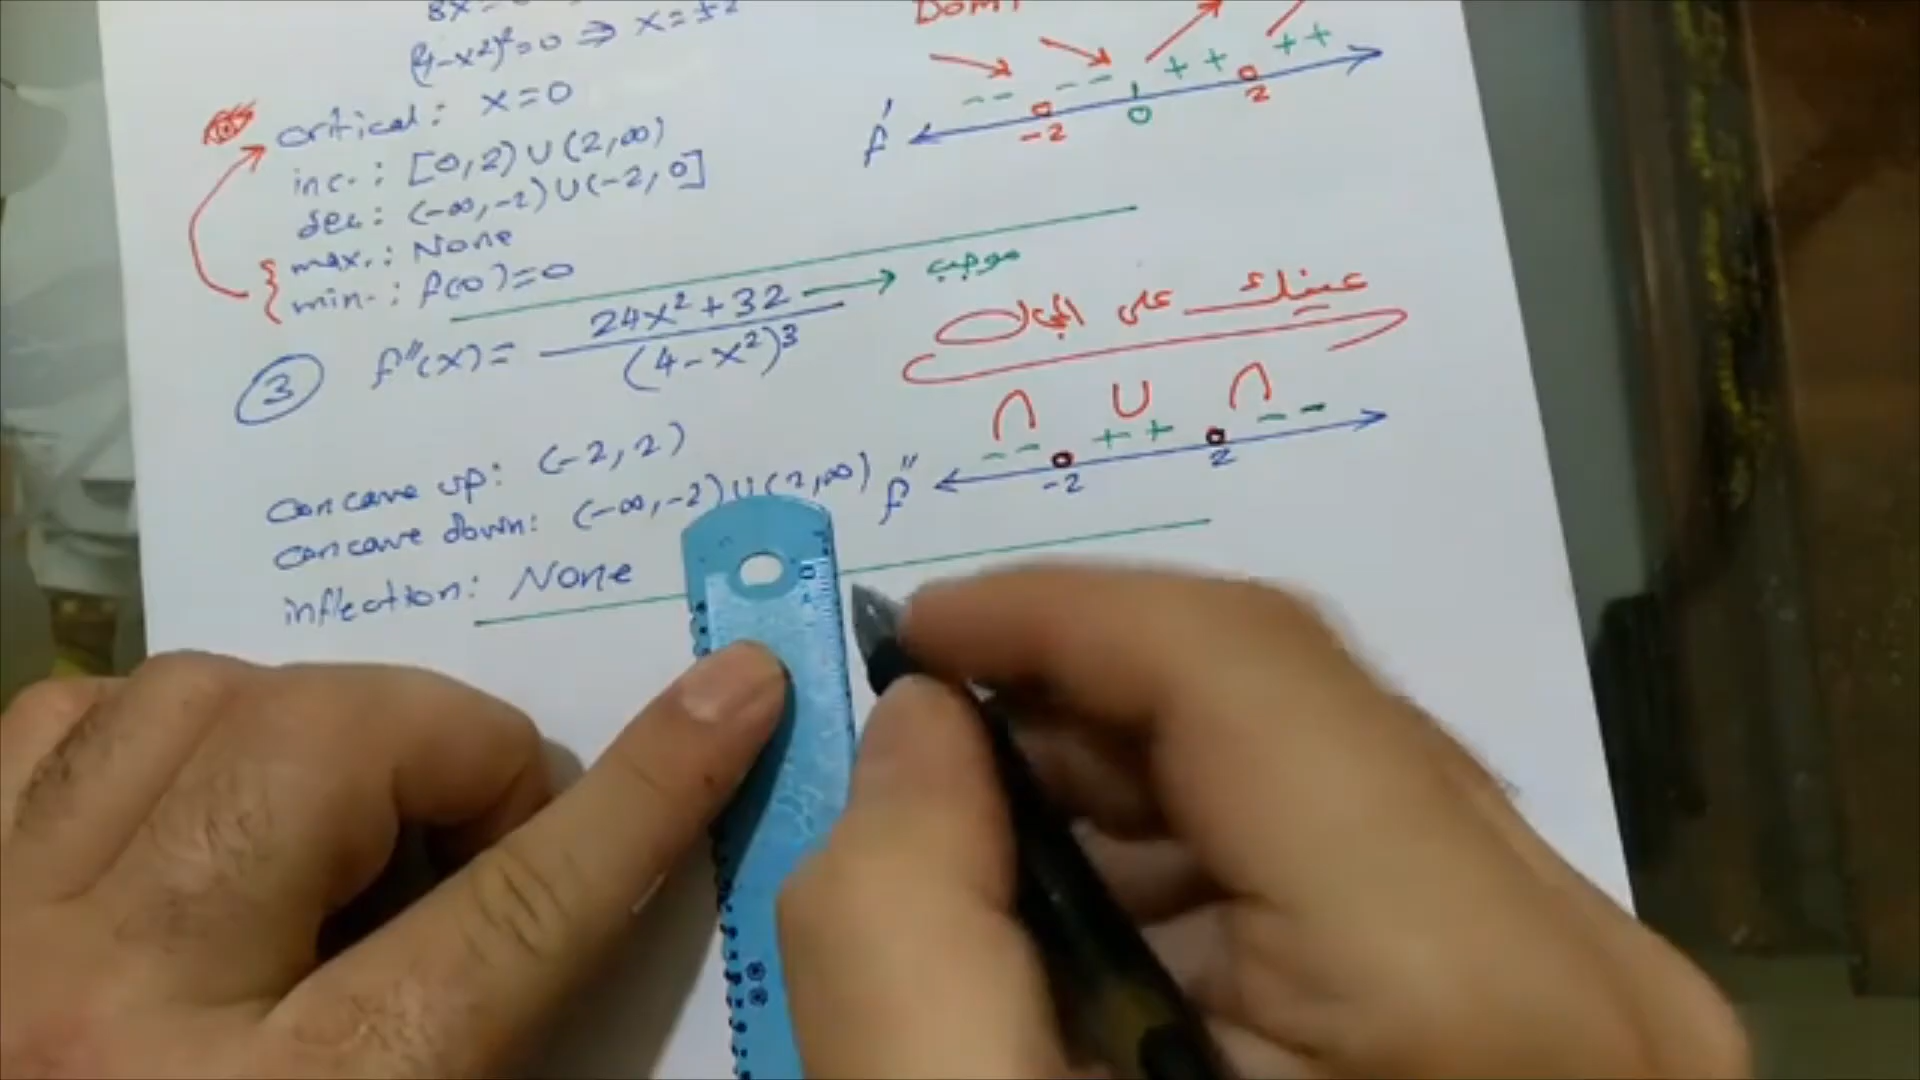 8x=
(4-x²)²=0 ⇒ x=±2
critical: x=0
inc.: [0,2)∪(2,∞)
dec: (-∞,-2)∪(-2,0]
max.: None
min.: f(0)=0
Dom:
-- -- ++ ++
f' -2 0 2
③ f''(x)= 24x²+32 → موجب
(4-x²)³
عينك على المجال
∩ ∪ ∩
-- ++ --
f'' -2 2
concave up: (-2,2)
concave down: (-∞,-2)∪(2,∞)
inflection: None